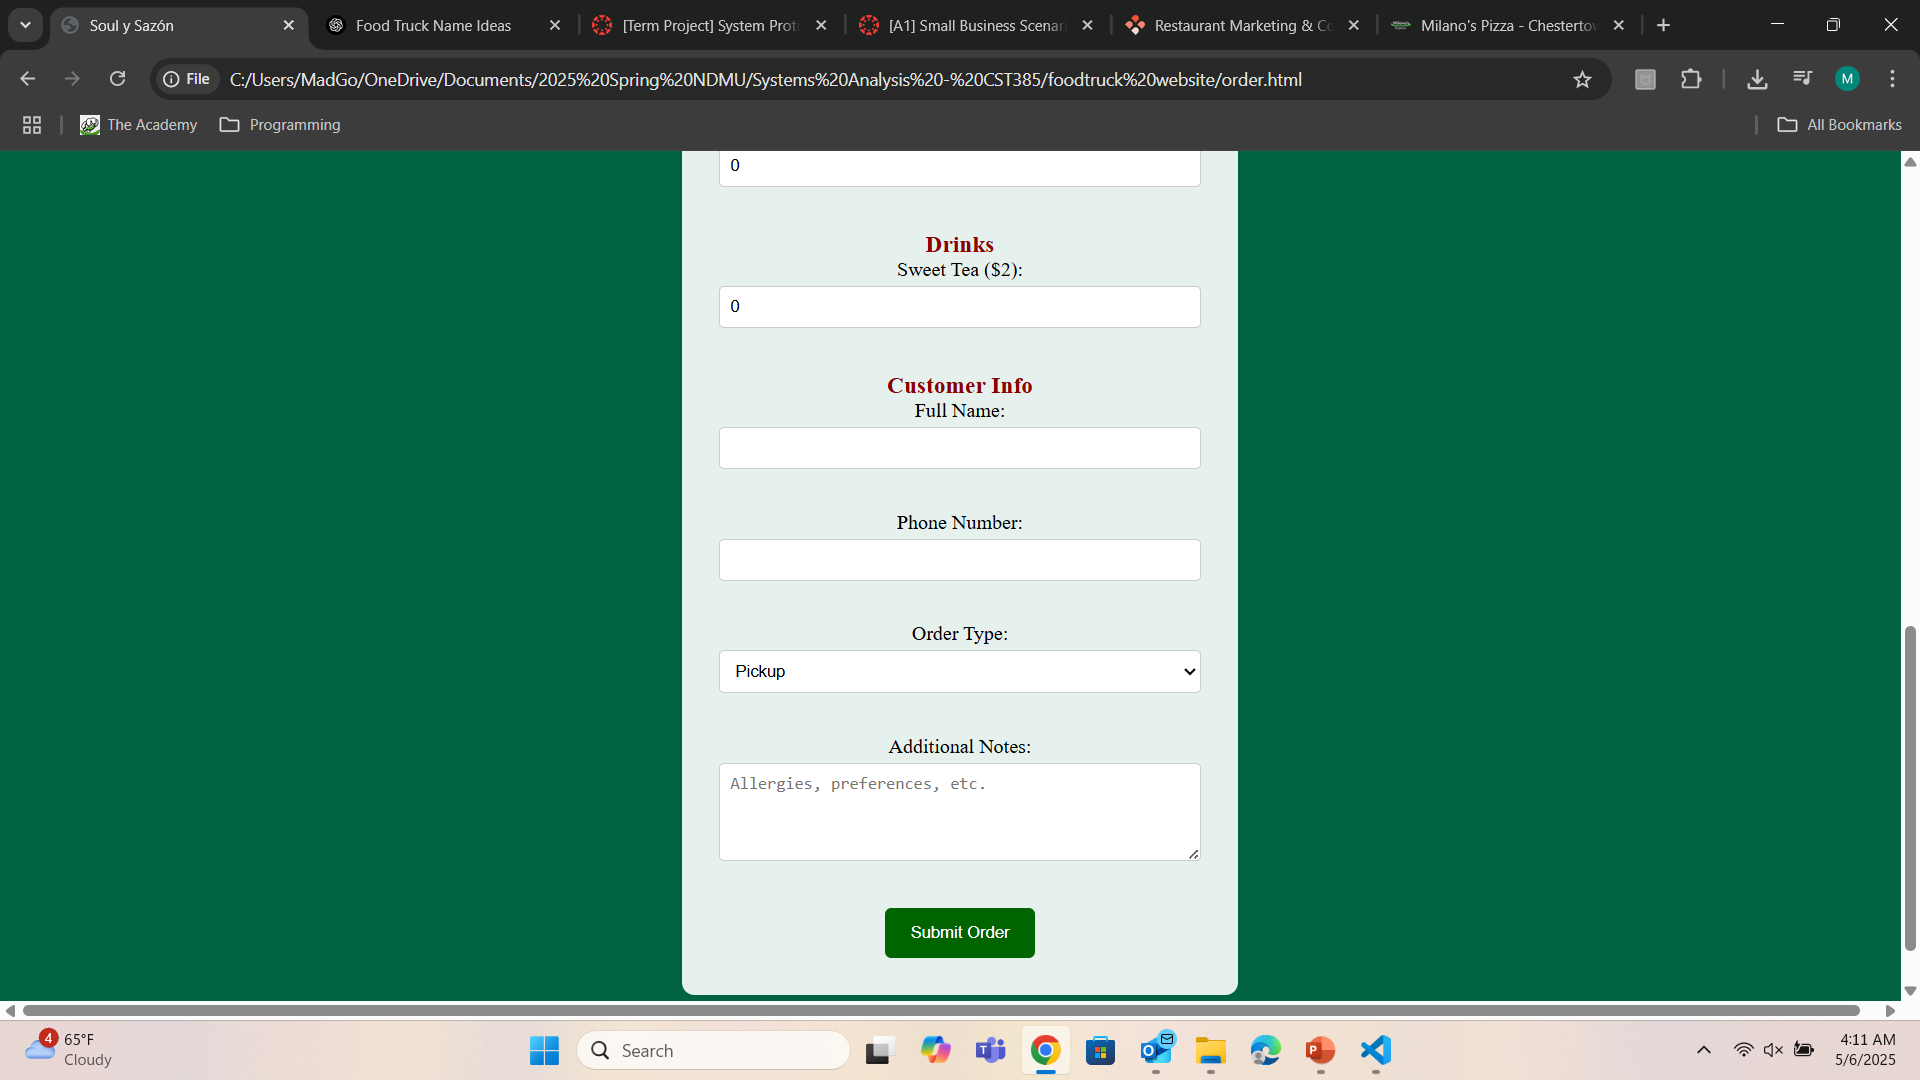 Soul y Sazón
Food Truck Name Ideas
[Term Project] System Prote
[A1] Small Business Scenari
Restaurant Marketing & Co
Milano's Pizza - Chestertow
File
C:/Users/MadGo/OneDrive/Documents/2025%20Spring%20NDMU/Systems%20Analysis%20-%20CST385/foodtruck%20website/order.html
M
The Academy
Programming
All Bookmarks
0
Drinks
Sweet Tea ($2):
0
Customer Info
Full Name:
Phone Number:
Order Type:
Pickup
Additional Notes:
Allergies, preferences, etc.
Submit Order
4
65°F
Cloudy
Search
4:11 AM
5/6/2025